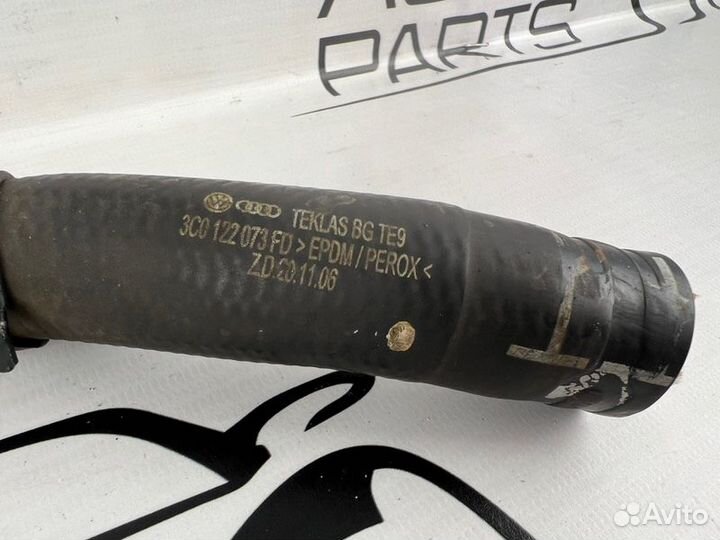 PARTS
TEKLAS BG TE9
3C0 122 073 FD > EPDM / PEROX <
Z.D.20.11.06
Avito